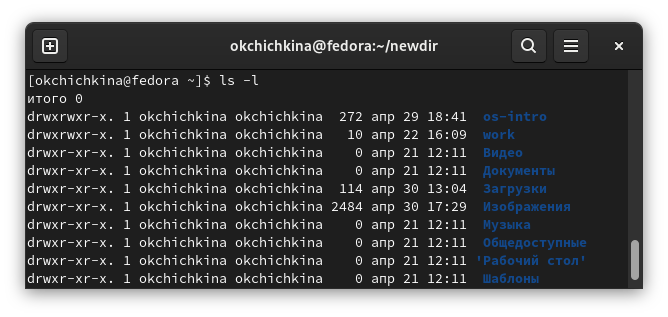 okchichkina@fedora:~/newdir
[okchichkina@fedora ~]$ ls -l
итого 0
drwxrwxr-x. 1 okchichkina okchichkina  272 апр 29 18:41  os-intro
drwxrwxr-x. 1 okchichkina okchichkina   10 апр 22 16:09  work
drwxr-xr-x. 1 okchichkina okchichkina    0 апр 21 12:11  Видео
drwxr-xr-x. 1 okchichkina okchichkina    0 апр 21 12:11  Документы
drwxr-xr-x. 1 okchichkina okchichkina  114 апр 30 13:04  Загрузки
drwxr-xr-x. 1 okchichkina okchichkina 2484 апр 30 17:29  Изображения
drwxr-xr-x. 1 okchichkina okchichkina    0 апр 21 12:11  Музыка
drwxr-xr-x. 1 okchichkina okchichkina    0 апр 21 12:11  Общедоступные
drwxr-xr-x. 1 okchichkina okchichkina    0 апр 21 12:11 'Рабочий стол'
drwxr-xr-x. 1 okchichkina okchichkina    0 апр 21 12:11  Шаблоны